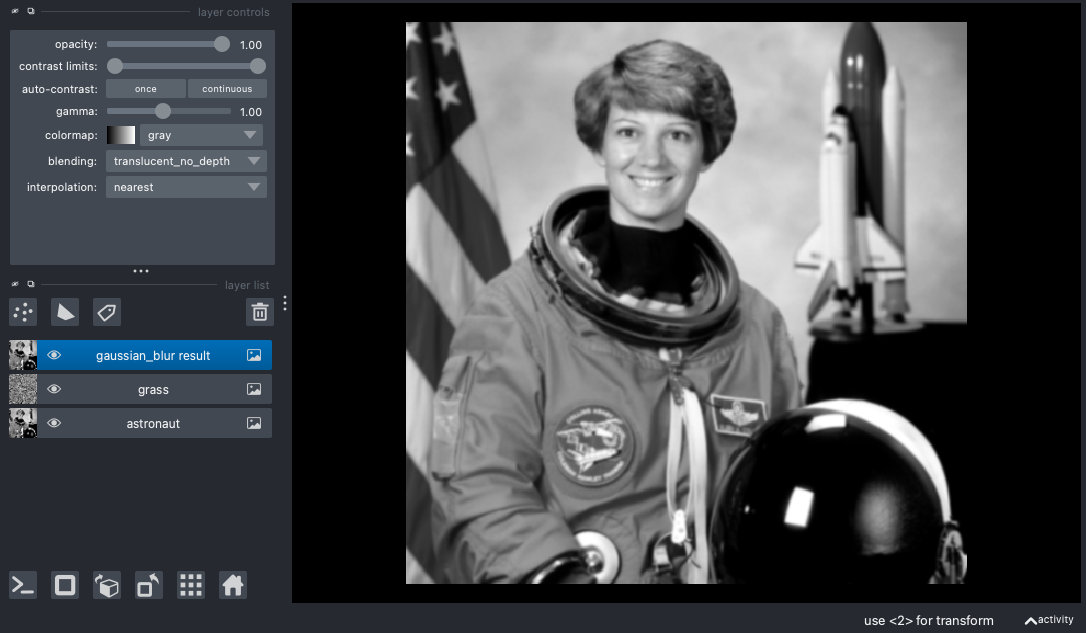 layer controls
opacity: 1.00
contrast limits:
auto-contrast: once continuous
gamma: 1.00
colormap: gray
blending: translucent_no_depth
interpolation: nearest
layer list
gaussian_blur result
grass
astronaut
use <2> for transform
activity